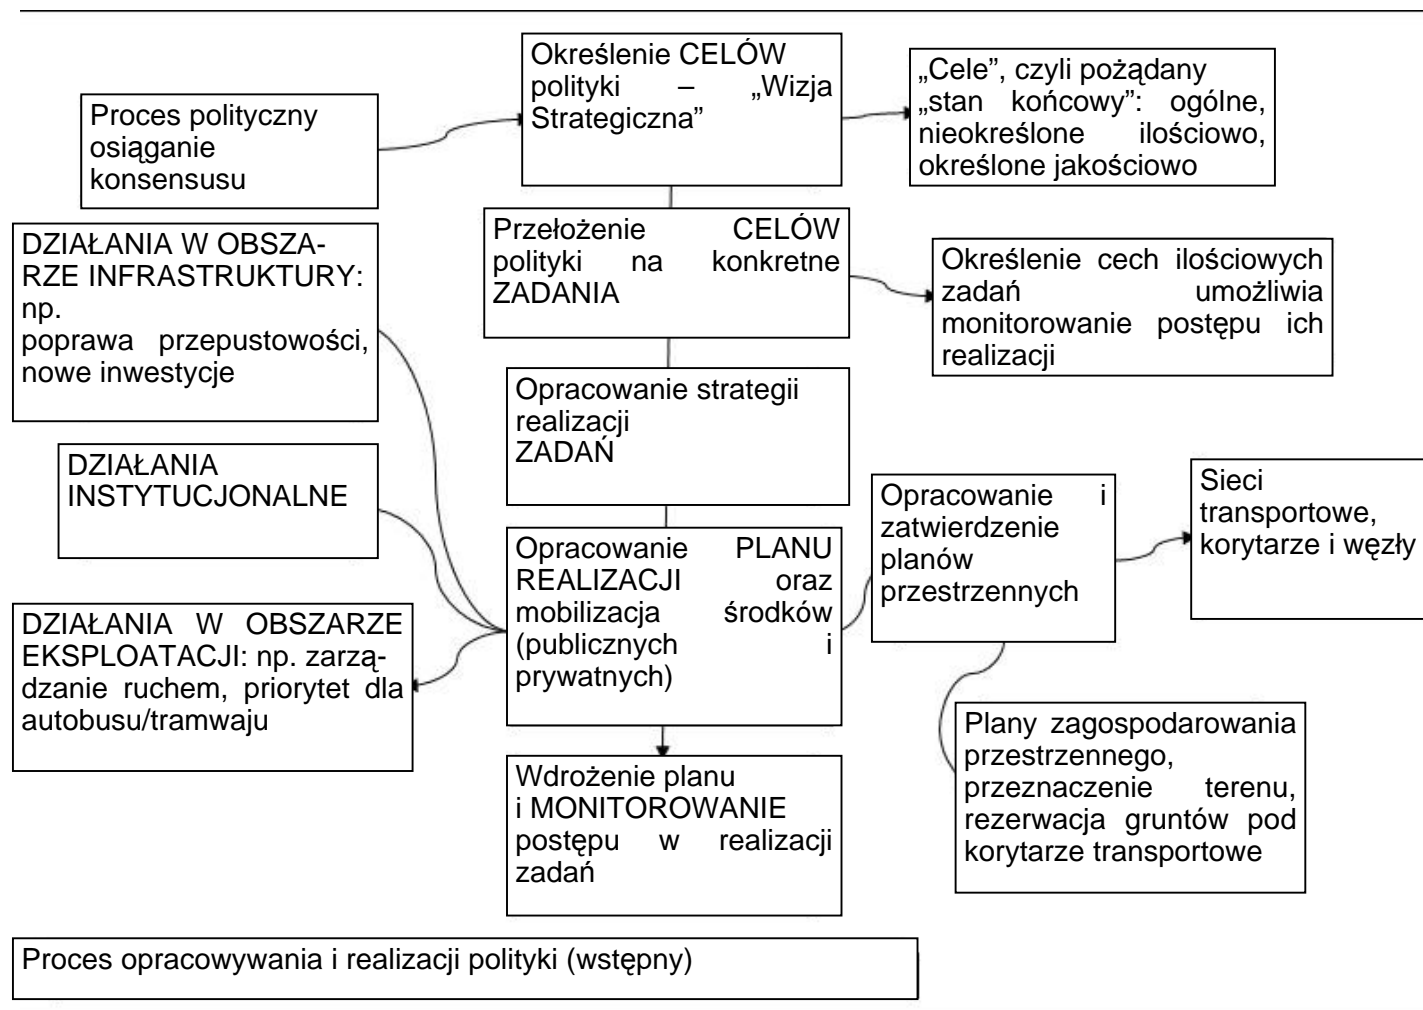 Proces polityczny
osiąganie
konsensusu
Określenie CELÓW
polityki – „Wizja
Strategiczna”
„Cele”, czyli pożądany
„stan końcowy”: ogólne,
nieokreślone ilościowo,
określone jakościowo
DZIAŁANIA W OBSZA-
RZE INFRASTRUKTURY:
np.
poprawa przepustowości,
nowe inwestycje
Przełożenie CELÓW
polityki na konkretne
ZADANIA
Określenie cech ilościowych
zadań umożliwia
monitorowanie postępu ich
realizacji
Opracowanie strategii
realizacji
ZADAŃ
DZIAŁANIA
INSTYTUCJONALNE
Opracowanie i
zatwierdzenie
planów
przestrzennych
Sieci
transportowe,
korytarze i węzły
Opracowanie PLANU
REALIZACJI oraz
mobilizacja środków
(publicznych i
prywatnych)
DZIAŁANIA W OBSZARZE
EKSPLOATACJI: np. zarzą-
dzanie ruchem, priorytet dla
autobusu/tramwaju
Plany zagospodarowania
przestrzennego,
przeznaczenie terenu,
rezerwacja gruntów pod
korytarze transportowe
Wdrożenie planu
i MONITOROWANIE
postępu w realizacji
zadań
Proces opracowywania i realizacji polityki (wstępny)